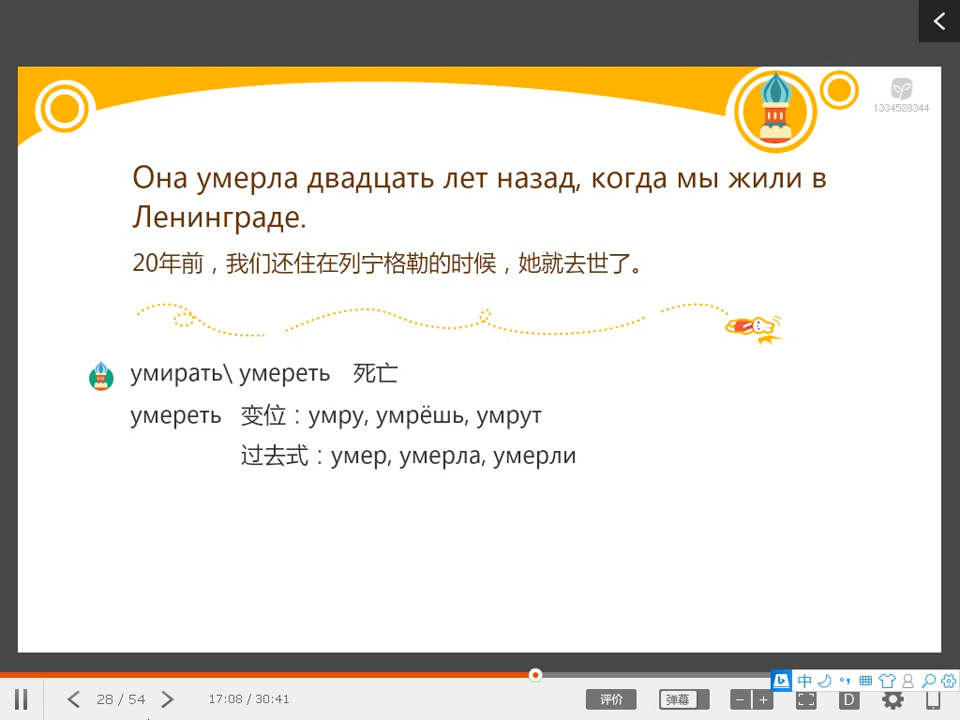 1334528344
Она умерла двадцать лет назад, когда мы жили в
Ленинграде.
20年前，我们还住在列宁格勒的时候，她就去世了。
умирать\ умереть 死亡
умереть 变位：умру, умрёшь, умрут
过去式：умер, умерла, умерли
28 / 54 17:08 / 30:41 评价 弹幕 D
中